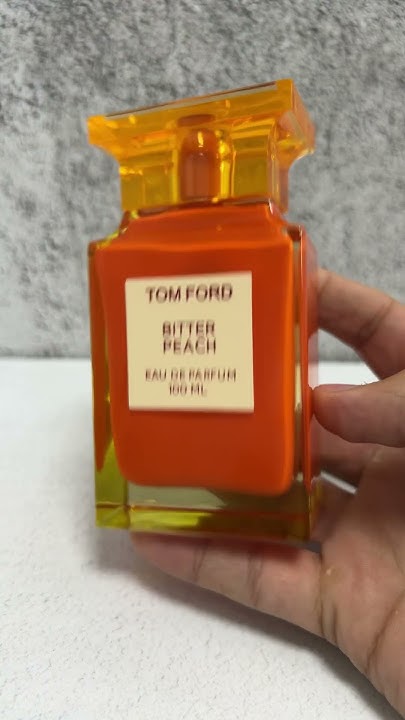 TOM FORD
BITTER
PEACH
EAU DE PARFUM
100 ML